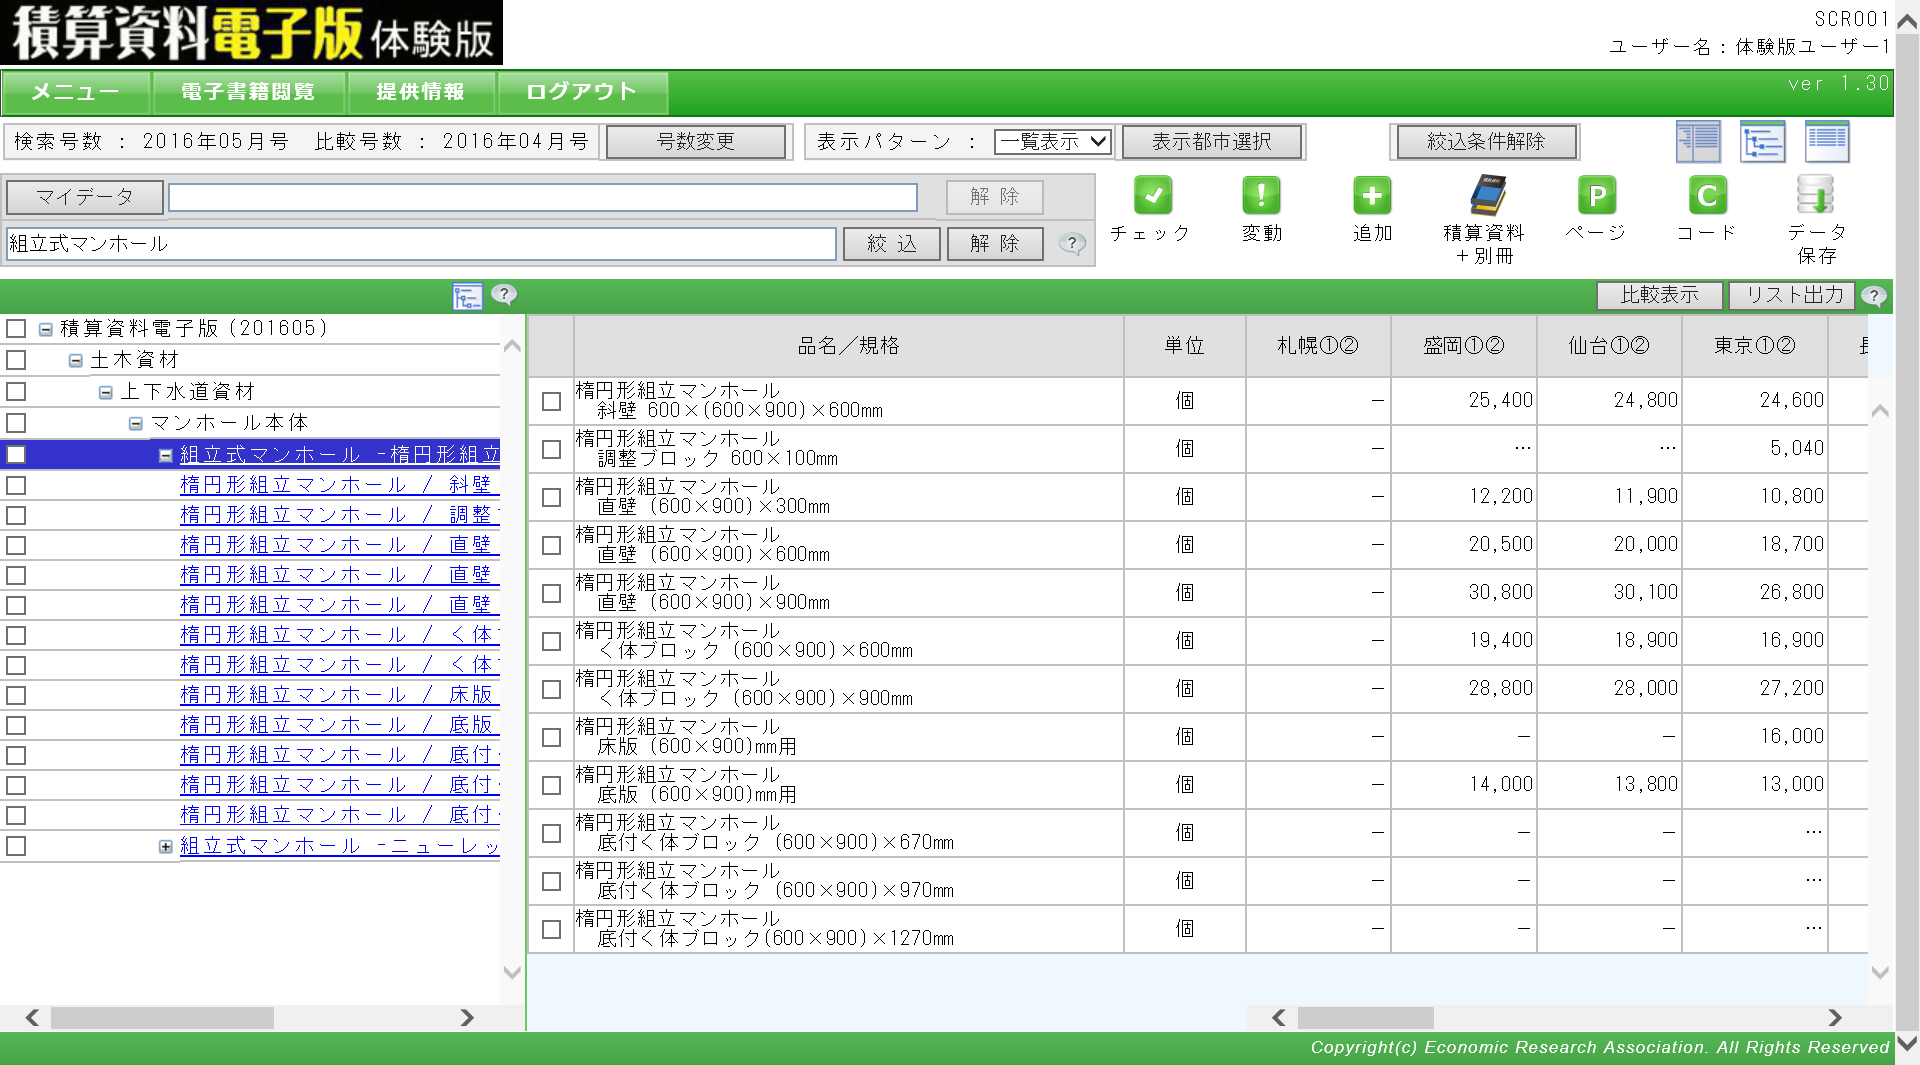 積算資料電子版 体験版
SCR001
ユーザー名：体験版ユーザー1
メニュー 電子書籍閲覧 提供情報 ログアウト
ver 1.30
検索号数 ： 2016年05月号 比較号数 ： 2016年04月号 号数変更 表示パターン ： 一覧表示 表示都市選択 絞込条件解除
マイデータ 解 除
組立式マンホール 絞 込 解 除 ?
チェック 変動 追加 積算資料＋別冊 ページ コード データ保存
? 比較表示 リスト出力 ?
積算資料電子版 (201605)
土木資材
上下水道資材
マンホール本体
組立式マンホール -楕円形組立
楕円形組立マンホール / 斜壁
楕円形組立マンホール / 調整
楕円形組立マンホール / 直壁
楕円形組立マンホール / 直壁
楕円形組立マンホール / 直壁
楕円形組立マンホール / く体
楕円形組立マンホール / く体
楕円形組立マンホール / 床版
楕円形組立マンホール / 底版
楕円形組立マンホール / 底付
楕円形組立マンホール / 底付
楕円形組立マンホール / 底付
組立式マンホール -ニューレッ
品名／規格 単位 札幌①② 盛岡①② 仙台①② 東京①②
楕円形組立マンホール
斜壁 600×(600×900)×600mm 個 － 25,400 24,800 24,600
楕円形組立マンホール
調整ブロック 600×100mm 個 － … … 5,040
楕円形組立マンホール
直壁 (600×900)×300mm 個 － 12,200 11,900 10,800
楕円形組立マンホール
直壁 (600×900)×600mm 個 － 20,500 20,000 18,700
楕円形組立マンホール
直壁 (600×900)×900mm 個 － 30,800 30,100 26,800
楕円形組立マンホール
く体ブロック (600×900)×600mm 個 － 19,400 18,900 16,900
楕円形組立マンホール
く体ブロック (600×900)×900mm 個 － 28,800 28,000 27,200
楕円形組立マンホール
床版 (600×900)mm用 個 － － － 16,000
楕円形組立マンホール
底版 (600×900)mm用 個 － 14,000 13,800 13,000
楕円形組立マンホール
底付く体ブロック (600×900)×670mm 個 － － － …
楕円形組立マンホール
底付く体ブロック (600×900)×970mm 個 － － － …
楕円形組立マンホール
底付く体ブロック(600×900)×1270mm 個 － － － …
Copyright(c) Economic Research Association. All Rights Reserved